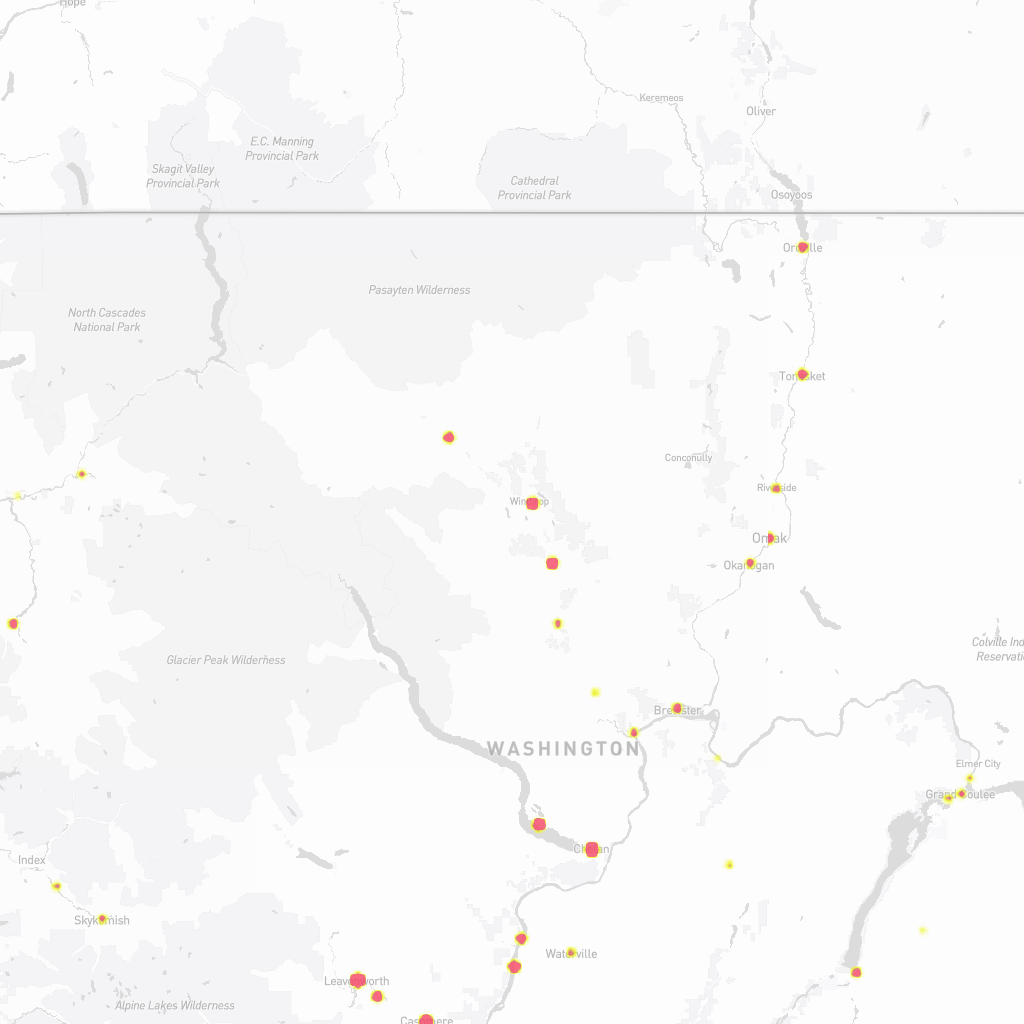 Hope
Keremeos
Oliver
E.C. Manning
Provincial Park
Skagit Valley
Provincial Park
Cathedral
Provincial Park
Osoyoos
Oroville
Pasayten Wilderness
North Cascades
National Park
Tonasket
Conconully
Riverside
Winthrop
Omak
Okanogan
Colville Ind
Reservatio
Glacier Peak Wilderness
Brewster
WASHINGTON
Elmer City
Grand Coulee
Chelan
Index
Skykomish
Waterville
Leavenworth
Alpine Lakes Wilderness
Cashmere